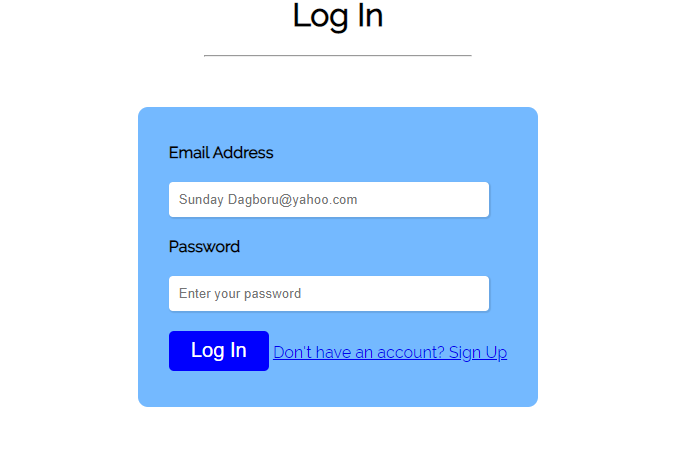 Log In
Email Address
Sunday Dagboru@yahoo.com
Password
Enter your password
Log In Don't have an account? Sign Up